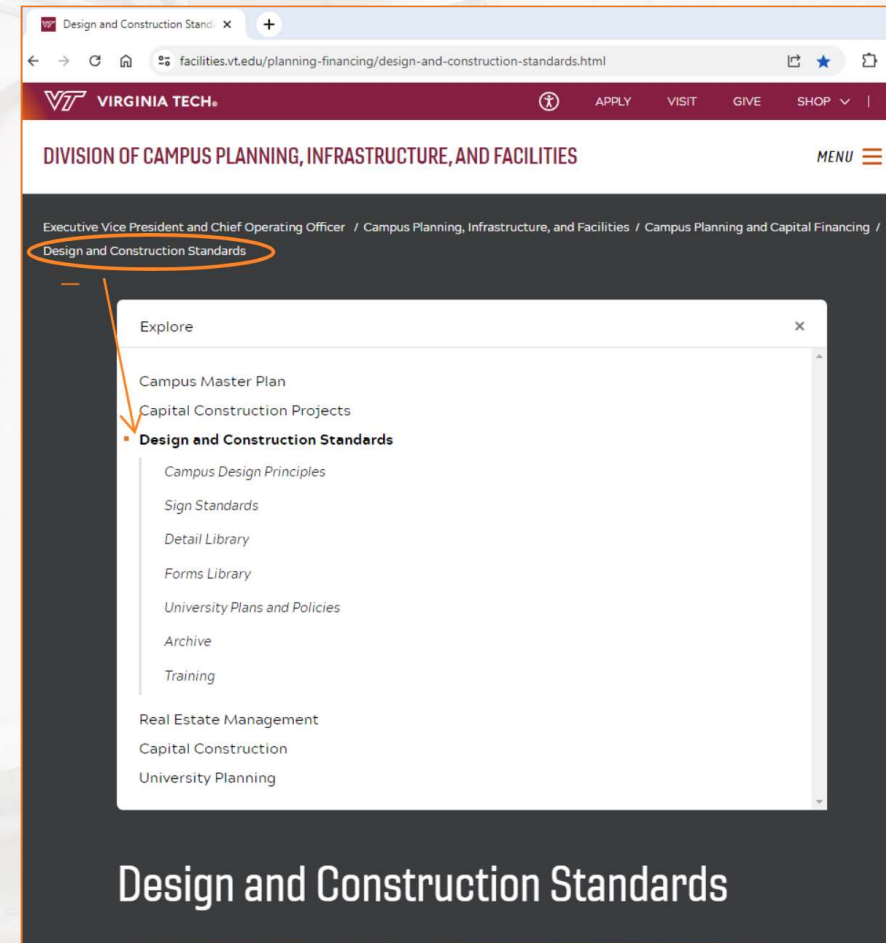 Design and Construction Stand
facilities.vt.edu/planning-financing/design-and-construction-standards.html
VT VIRGINIA TECH®
APPLY VISIT GIVE SHOP
DIVISION OF CAMPUS PLANNING, INFRASTRUCTURE, AND FACILITIES
MENU
Executive Vice President and Chief Operating Officer / Campus Planning, Infrastructure, and Facilities / Campus Planning and Capital Financing /
Design and Construction Standards
Explore
Campus Master Plan
Capital Construction Projects
Design and Construction Standards
Campus Design Principles
Sign Standards
Detail Library
Forms Library
University Plans and Policies
Archive
Training
Real Estate Management
Capital Construction
University Planning
Design and Construction Standards